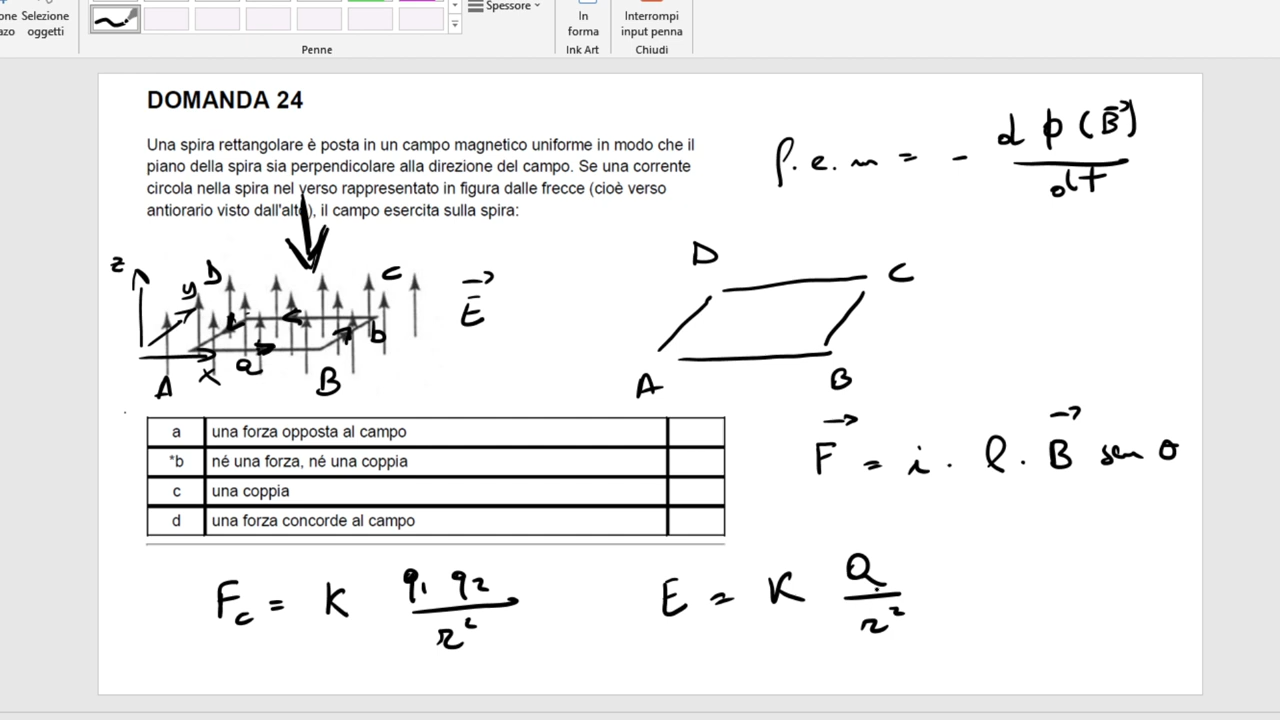 one Selezione
azo oggetti
Spessore
In
forma
Interrompi
input penna
Penne
Ink Art
Chiudi
DOMANDA 24
Una spira rettangolare è posta in un campo magnetico uniforme in modo che il
piano della spira sia perpendicolare alla direzione del campo. Se una corrente
circola nella spira nel verso rappresentato in figura dalle frecce (cioè verso
antiorario visto dall'alto), il campo esercita sulla spira:
f.e.m = - d φ(B) / dt
z
y
x
D
C
E
a
b
A
B
D
C
A
B
F = i · l · B sen θ
a una forza opposta al campo
*b né una forza, né una coppia
c una coppia
d una forza concorde al campo
Fc = K q1 q2 / r²
E = K Q / r²